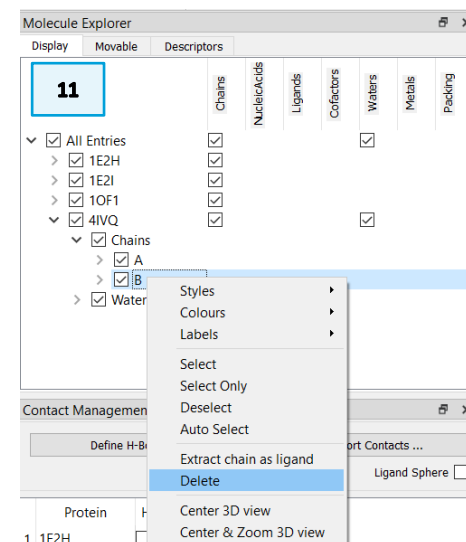 Molecule Explorer
Display Movable Descriptors
11
Chains NucleicAcids Ligands Cofactors Waters Metals Packing
All Entries
1E2H
1E2I
1OF1
4IVQ
Chains
A
B
Water
Styles
Colours
Labels
Select
Select Only
Deselect
Auto Select
Extract chain as ligand
Delete
Center 3D view
Center & Zoom 3D view
Contact Managemen
Define H-B ort Contacts ...
Ligand Sphere
Protein H
1 1E2H